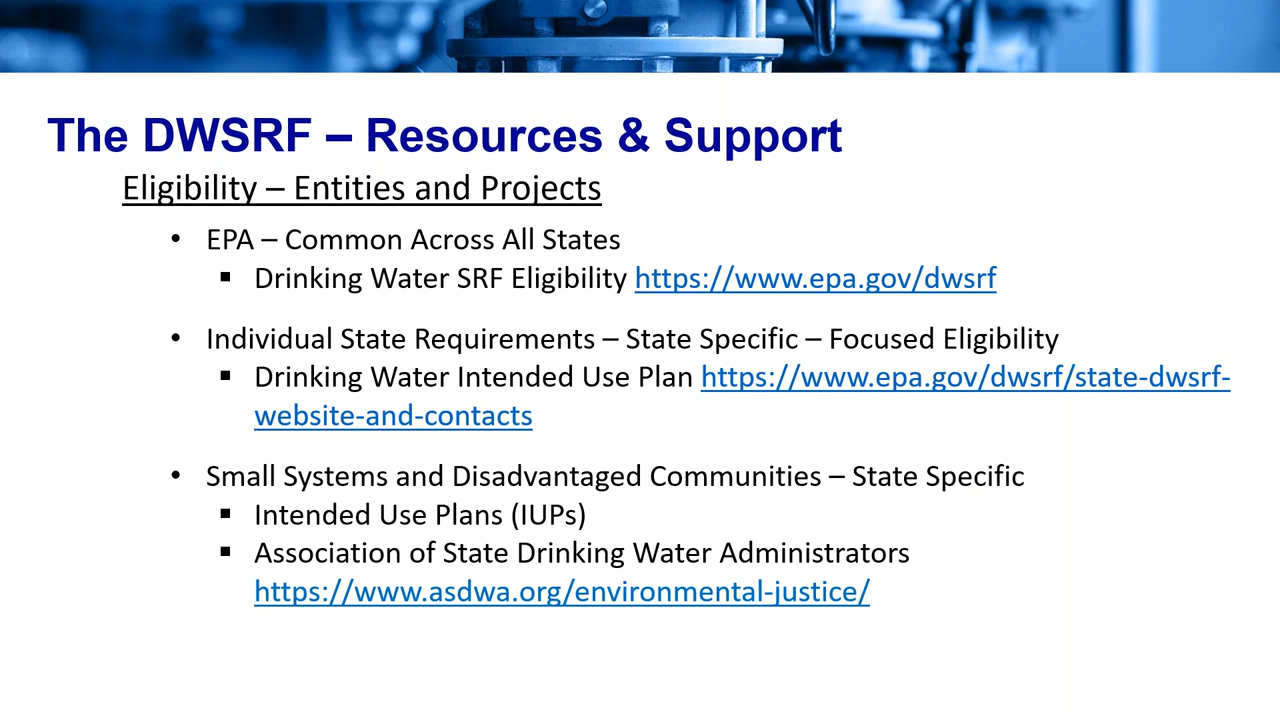 The DWSRF – Resources & Support
Eligibility – Entities and Projects
• EPA – Common Across All States
▪ Drinking Water SRF Eligibility https://www.epa.gov/dwsrf
• Individual State Requirements – State Specific – Focused Eligibility
▪ Drinking Water Intended Use Plan https://www.epa.gov/dwsrf/state-dwsrf-
website-and-contacts
• Small Systems and Disadvantaged Communities – State Specific
▪ Intended Use Plans (IUPs)
▪ Association of State Drinking Water Administrators
https://www.asdwa.org/environmental-justice/